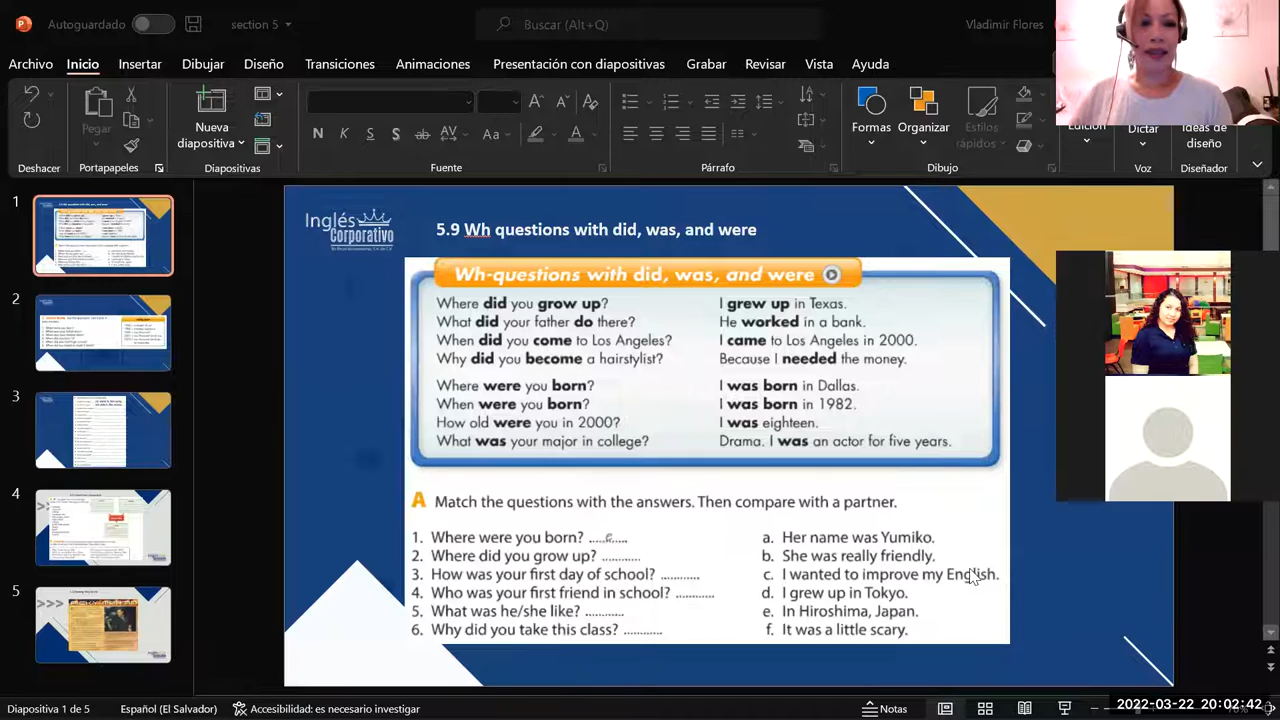 Autoguardado
section 5
Buscar (Alt+Q)
Vladimir Flores
Archivo
Inicio
Insertar
Dibujar
Diseño
Transiciones
Animaciones
Presentación con diapositivas
Grabar
Revisar
Vista
Ayuda
Pegar
Nueva
diapositiva
N K S S ab AV Aa A
Formas
Organizar
Estilos
rápidos
Edición
Dictar
Ideas de
diseño
Deshacer
Portapapeles
Diapositivas
Fuente
Párrafo
Dibujo
Voz
Diseñador
1
2
3
4
5
Inglés
Corporativo
5.9 Wh questions with did, was, and were
Wh-questions with did, was, and were
Where did you grow up? I grew up in Texas.
What did your father do there? He worked in a bank.
When did you come to Los Angeles? I came to Los Angeles in 2000.
Why did you become a hairstylist? Because I needed the money.
Where were you born? I was born in Dallas.
When were you born? I was born in 1982.
How old were you in 2000? I was eighteen.
What was your major in college? Drama. I was an actor for five years.
A Match the questions with the answers. Then compare with a partner.
1. Where were you born? ....e.... a. Her name was Yumiko.
2. Where did you grow up? ........... b. She was really friendly.
3. How was your first day of school? ........... c. I wanted to improve my English.
4. Who was your first friend in school? ........... d. I grew up in Tokyo.
5. What was he/she like? ........... e. In Hiroshima, Japan.
6. Why did you take this class? ........... f. It was a little scary.
Diapositiva 1 de 5
Español (El Salvador)
Accesibilidad: es necesario investigar
Notas
2022-03-22 20:02:42